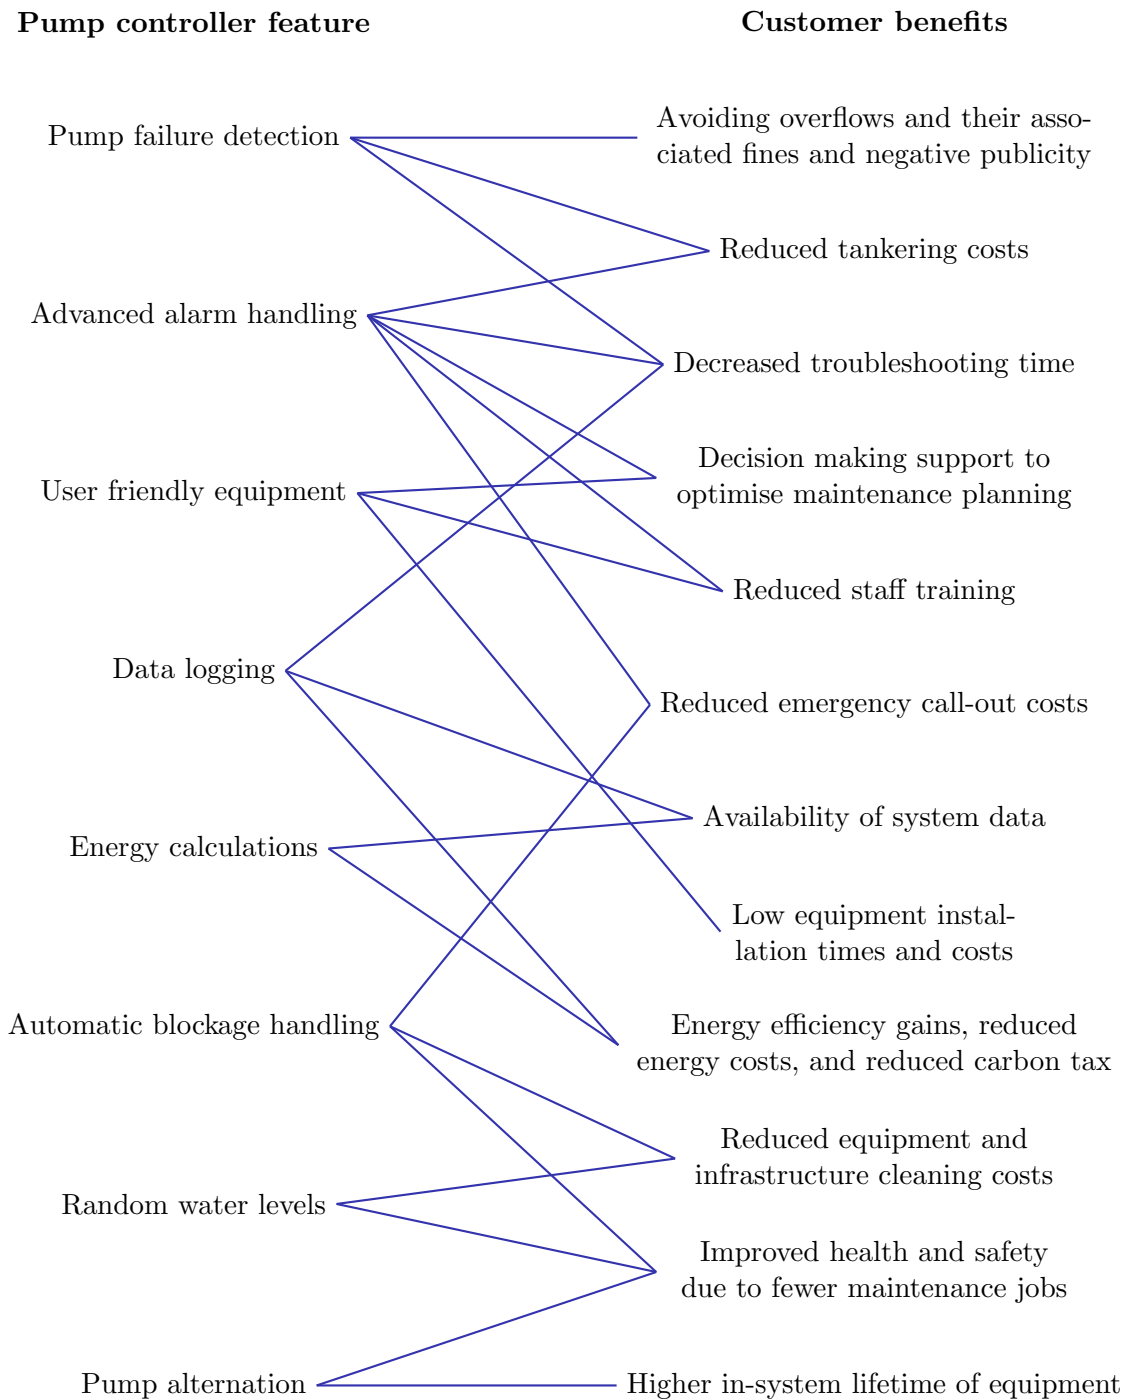 Pump controller feature
Customer benefits
Pump failure detection
Avoiding overflows and their asso-
ciated fines and negative publicity
Reduced tankering costs
Advanced alarm handling
Decreased troubleshooting time
Decision making support to
optimise maintenance planning
User friendly equipment
Reduced staff training
Data logging
Reduced emergency call-out costs
Availability of system data
Energy calculations
Low equipment instal-
lation times and costs
Automatic blockage handling
Energy efficiency gains, reduced
energy costs, and reduced carbon tax
Reduced equipment and
infrastructure cleaning costs
Random water levels
Improved health and safety
due to fewer maintenance jobs
Pump alternation
Higher in-system lifetime of equipment